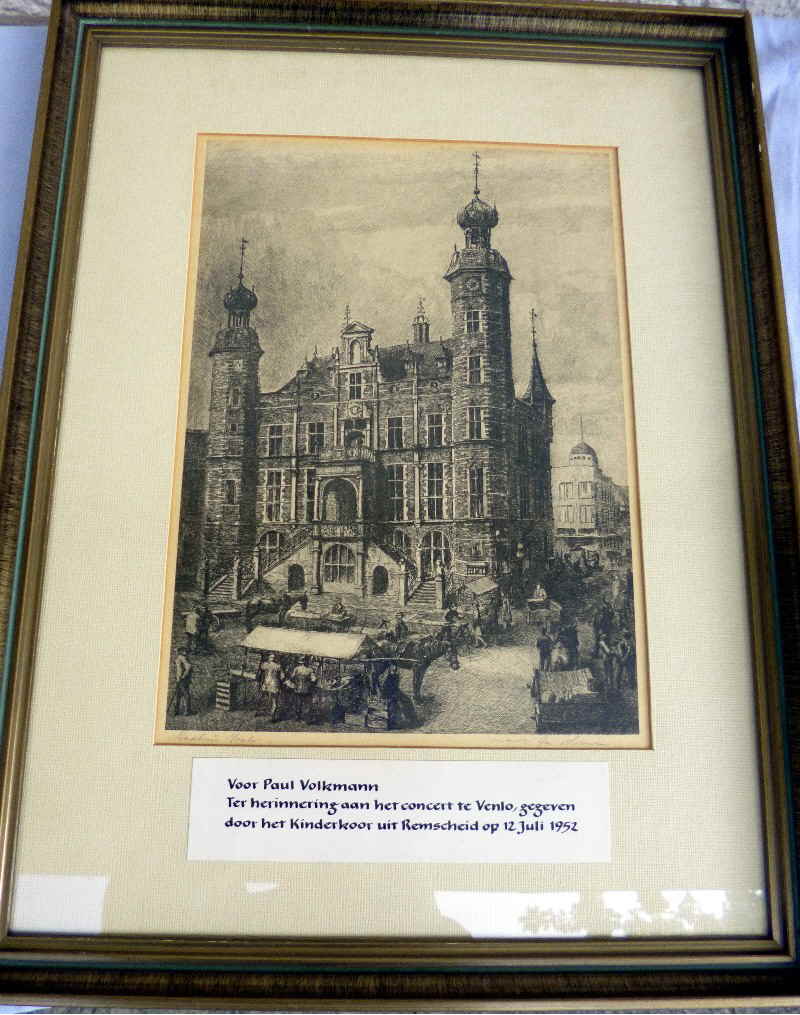 Voor Paul Volkmann
Ter herinnering aan het concert te Venlo, gegeven
door het Kinderkoor uit Remscheid op 12 Juli 1952